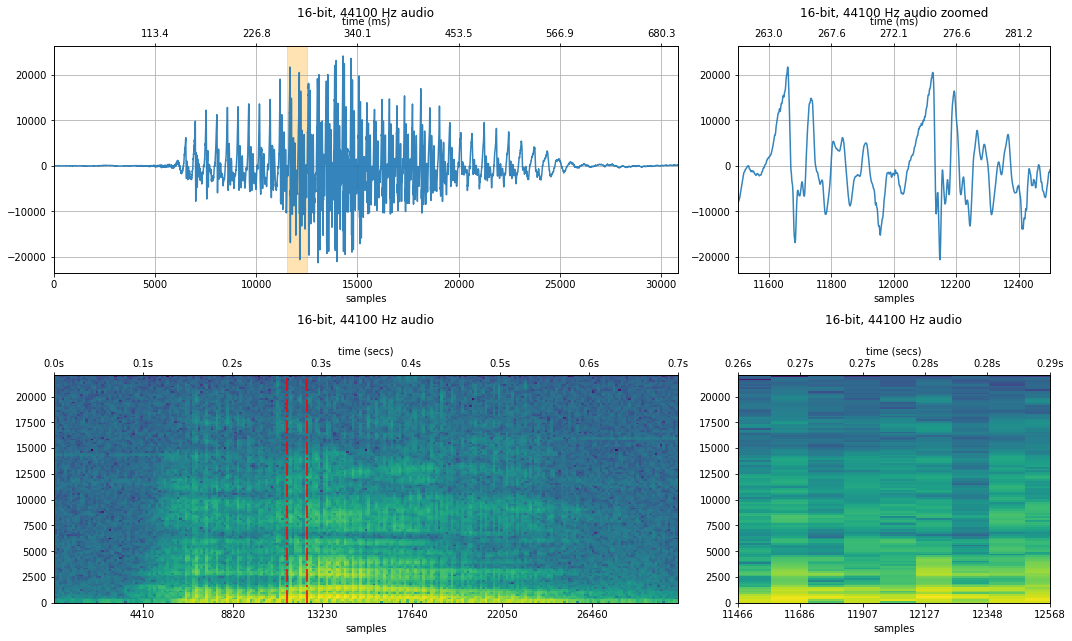 16-bit, 44100 Hz audio
time (ms)
113.4 226.8 340.1 453.5 566.9 680.3
20000
10000
0
−10000
−20000
0 5000 10000 15000 20000 25000 30000
samples
16-bit, 44100 Hz audio zoomed
time (ms)
263.0 267.6 272.1 276.6 281.2
20000
10000
0
−10000
−20000
11600 11800 12000 12200 12400
samples
16-bit, 44100 Hz audio
time (secs)
0.0s 0.1s 0.2s 0.3s 0.4s 0.5s 0.6s 0.7s
20000
17500
15000
12500
10000
7500
5000
2500
0
4410 8820 13230 17640 22050 26460
samples
16-bit, 44100 Hz audio
time (secs)
0.26s 0.27s 0.27s 0.28s 0.28s 0.29s
20000
17500
15000
12500
10000
7500
5000
2500
0
11466 11686 11907 12127 12348 12568
samples